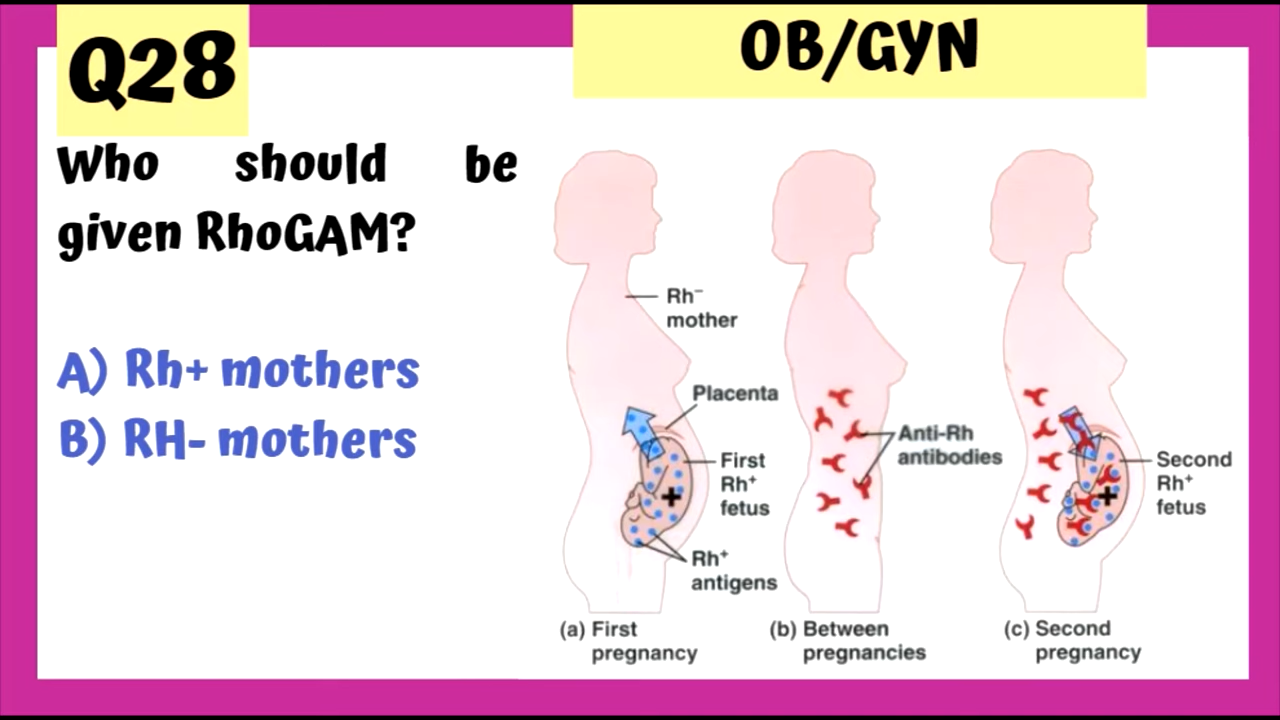 Q28
OB/GYN
Who should be
given RhoGAM?
A) Rh+ mothers
B) RH- mothers
Rh⁻
mother
Placenta
First
Rh⁺
fetus
Rh⁺
antigens
(a) First
pregnancy
Anti-Rh
antibodies
(b) Between
pregnancies
Second
Rh⁺
fetus
(c) Second
pregnancy